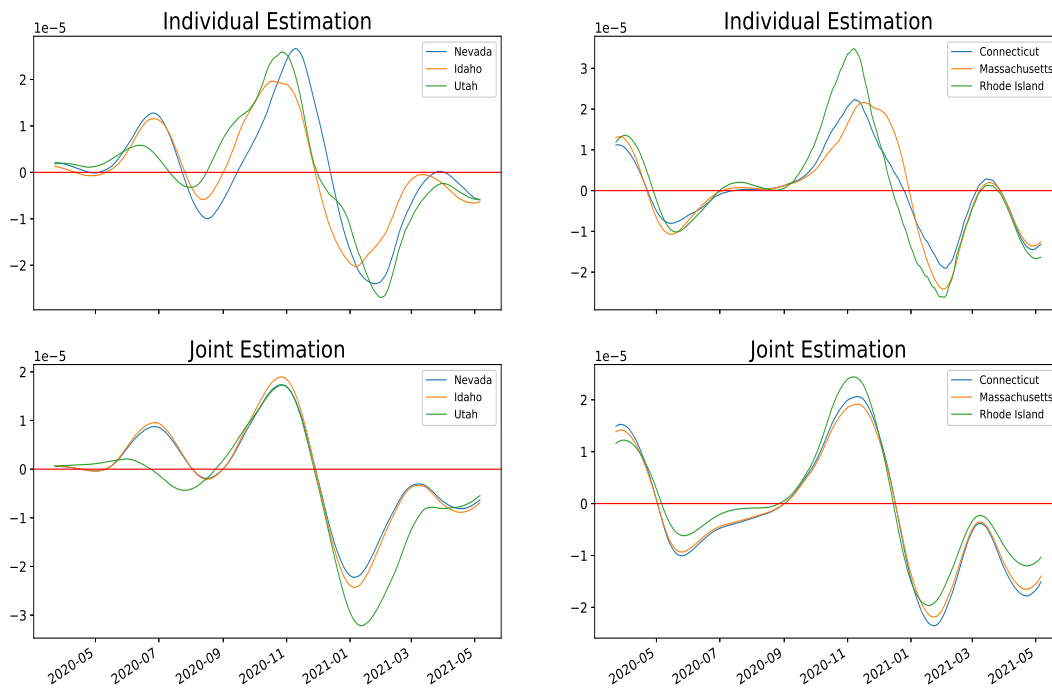 Individual Estimation
1e−5
Nevada
Idaho
Utah
2
1
0
−1
−2
Individual Estimation
1e−5
Connecticut
Massachusetts
Rhode Island
3
2
1
0
−1
−2
Joint Estimation
1e−5
Nevada
Idaho
Utah
2
1
0
−1
−2
−3
2020-05
2020-07
2020-09
2020-11
2021-01
2021-03
2021-05
Joint Estimation
1e−5
Connecticut
Massachusetts
Rhode Island
2
1
0
−1
−2
2020-05
2020-07
2020-09
2020-11
2021-01
2021-03
2021-05